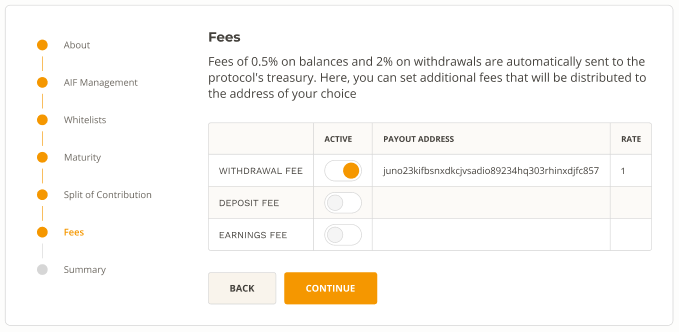 About
AIF Management
Whitelists
Maturity
Split of Contribution
Fees
Summary
Fees
Fees of 0.5% on balances and 2% on withdrawals are automatically sent to the
protocol's treasury. Here, you can set additional fees that will be distributed to
the address of your choice
ACTIVE PAYOUT ADDRESS RATE
WITHDRAWAL FEE juno23kifbsnxdkcjvsadio89234hq303rhinxdjfc857 1
DEPOSIT FEE
EARNINGS FEE
BACK CONTINUE